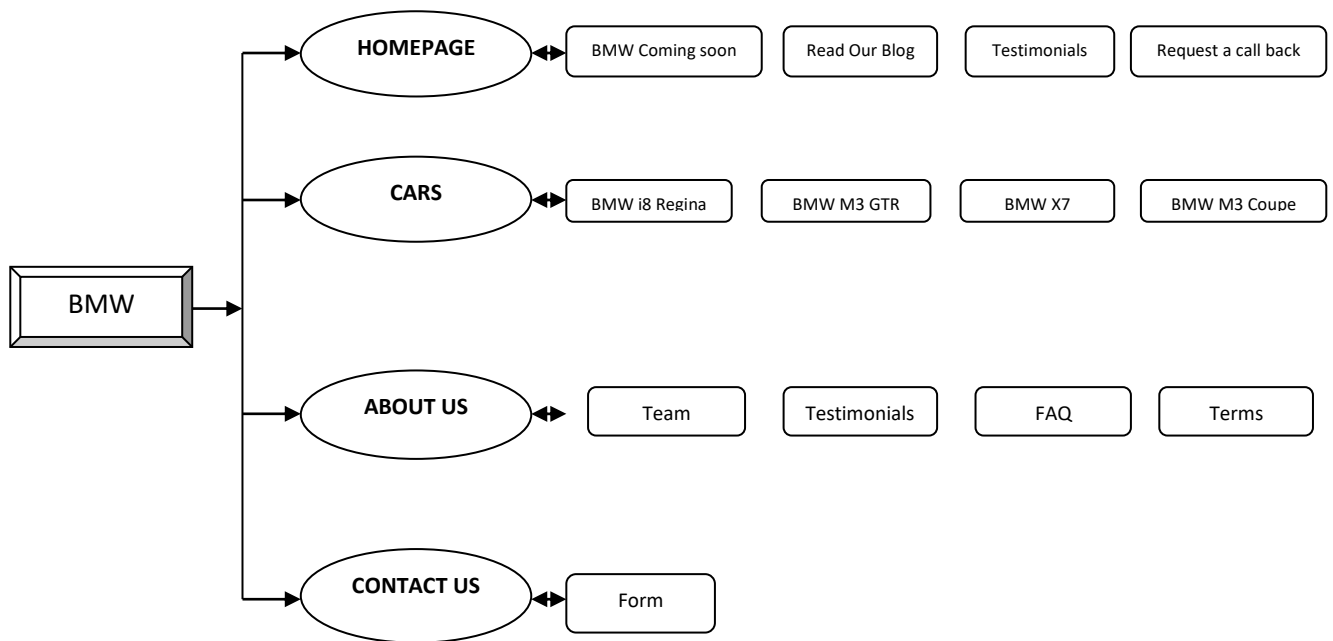 HOMEPAGE
BMW Coming soon
Read Our Blog
Testimonials
Request a call back
CARS
BMW i8 Regina
BMW M3 GTR
BMW X7
BMW M3 Coupe
BMW
ABOUT US
Team
Testimonials
FAQ
Terms
CONTACT US
Form